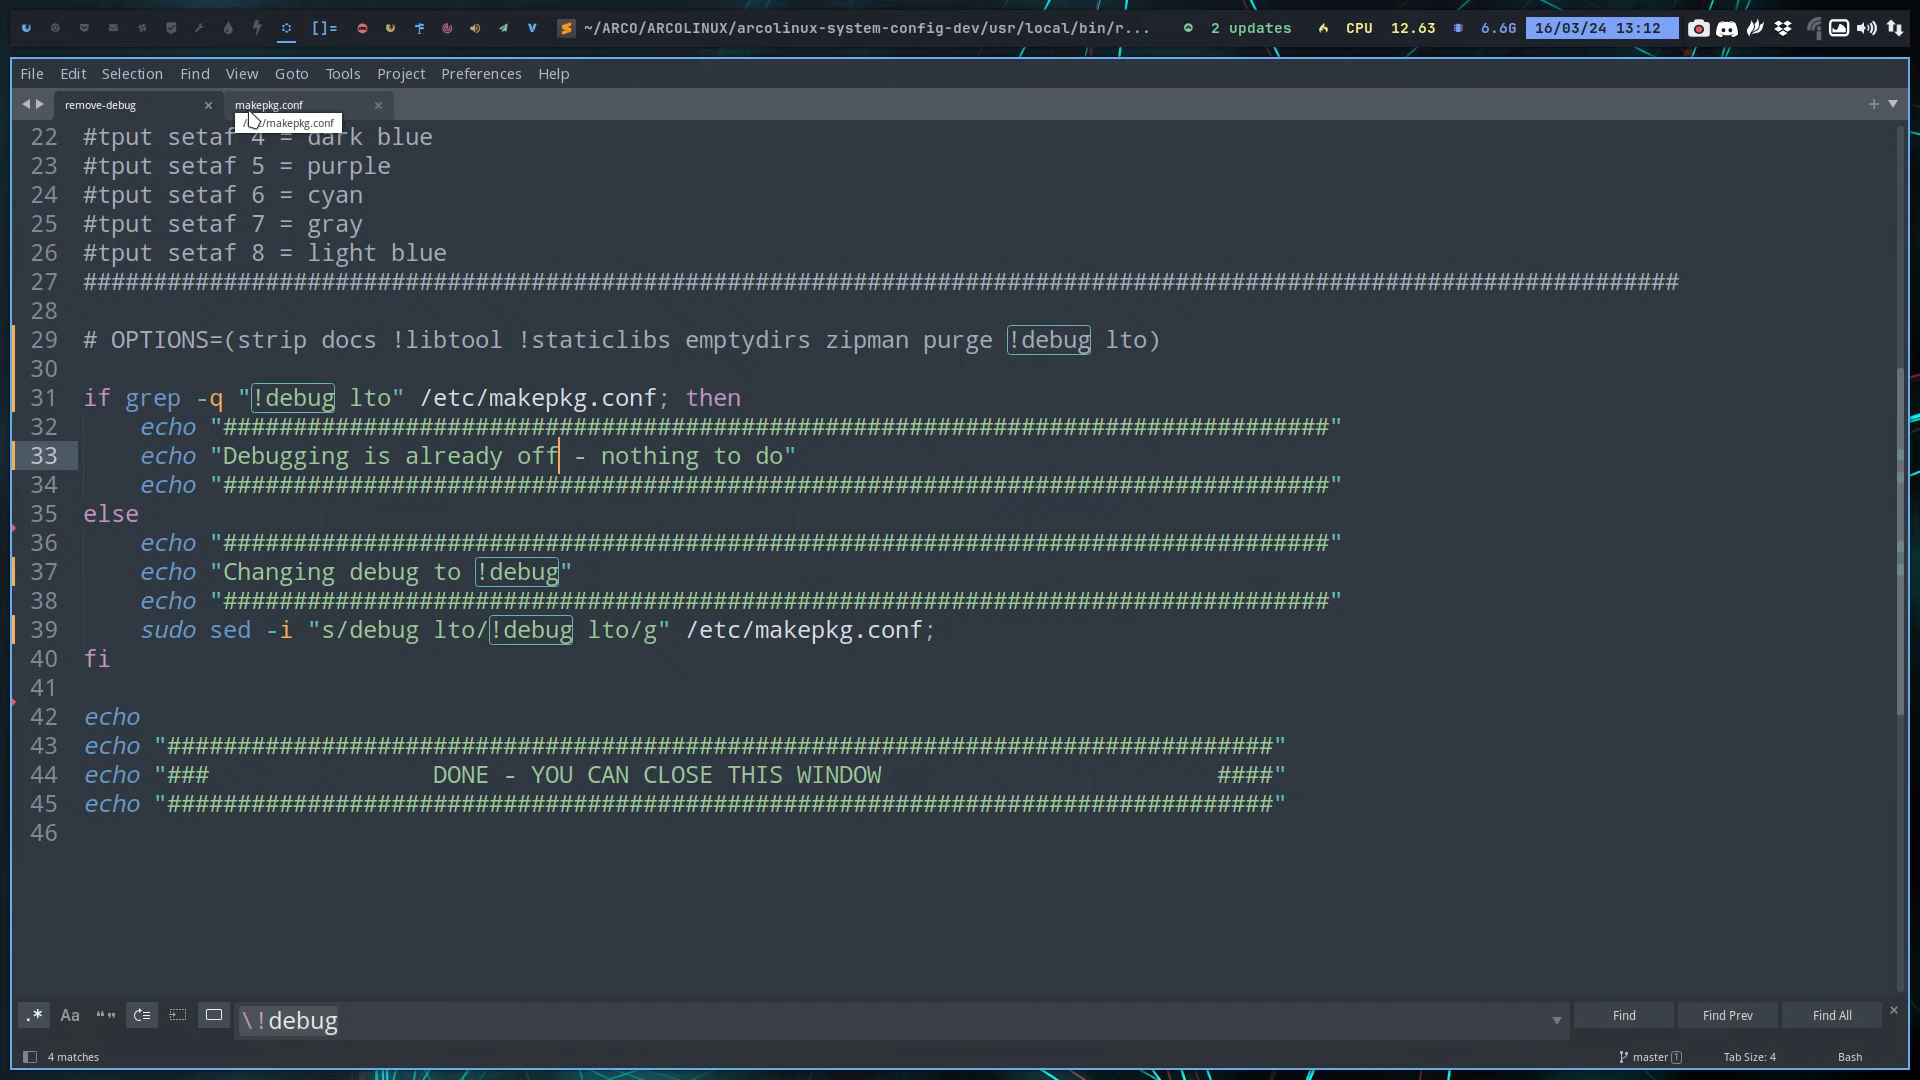 []= ~/ARCO/ARCOLINUX/arcolinux-system-config-dev/usr/local/bin/r... 2 updates CPU 12.63 6.6G 16/03/24 13:12
File Edit Selection Find View Goto Tools Project Preferences Help
remove-debug × makepkg.conf ×
/makepkg.conf
22 #tput setaf 4 = dark blue
23 #tput setaf 5 = purple
24 #tput setaf 6 = cyan
25 #tput setaf 7 = gray
26 #tput setaf 8 = light blue
27 ##################################################################################################################
28
29 # OPTIONS=(strip docs !libtool !staticlibs emptydirs zipman purge !debug lto)
30
31 if grep -q "!debug lto" /etc/makepkg.conf; then
32     echo "###############################################################################"
33     echo "Debugging is already off - nothing to do"
34     echo "###############################################################################"
35 else
36     echo "###############################################################################"
37     echo "Changing debug to !debug"
38     echo "###############################################################################"
39     sudo sed -i "s/debug lto/!debug lto/g" /etc/makepkg.conf;
40 fi
41
42 echo
43 echo "###############################################################################"
44 echo "###                DONE - YOU CAN CLOSE THIS WINDOW                        ####"
45 echo "###############################################################################"
46
.* Aa “” \!debug Find Find Prev Find All ×
4 matches master 1 Tab Size: 4 Bash